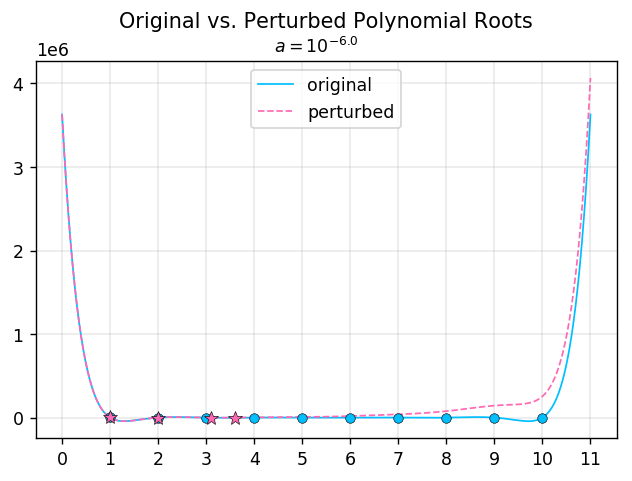 Original vs. Perturbed Polynomial Roots
a = 10^{-6.0}
1e6
original
perturbed
4
3
2
1
0
0 1 2 3 4 5 6 7 8 9 10 11